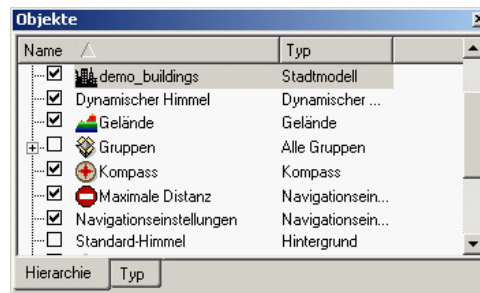 Objekte
Name Typ
demo_buildings Stadtmodell
Dynamischer Himmel Dynamischer ...
Gelände Gelände
Gruppen Alle Gruppen
Kompass Kompass
Maximale Distanz Navigationsein...
Navigationseinstellungen Navigationsein...
Standard-Himmel Hintergrund
Hierarchie Typ